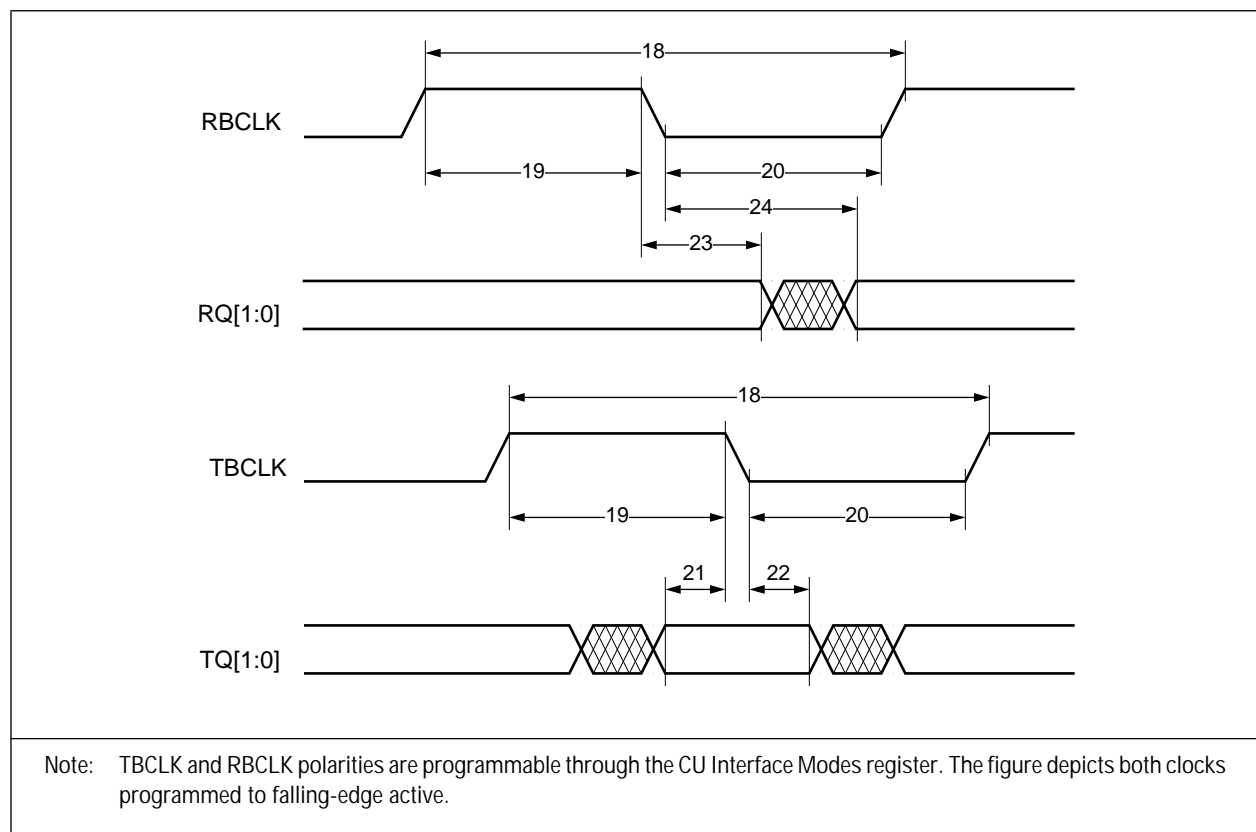 18
RBCLK
19
20
24
23
RQ[1:0]
18
TBCLK
19
20
21
22
TQ[1:0]
Note: TBCLK and RBCLK polarities are programmable through the CU Interface Modes register. The figure depicts both clocks
programmed to falling-edge active.